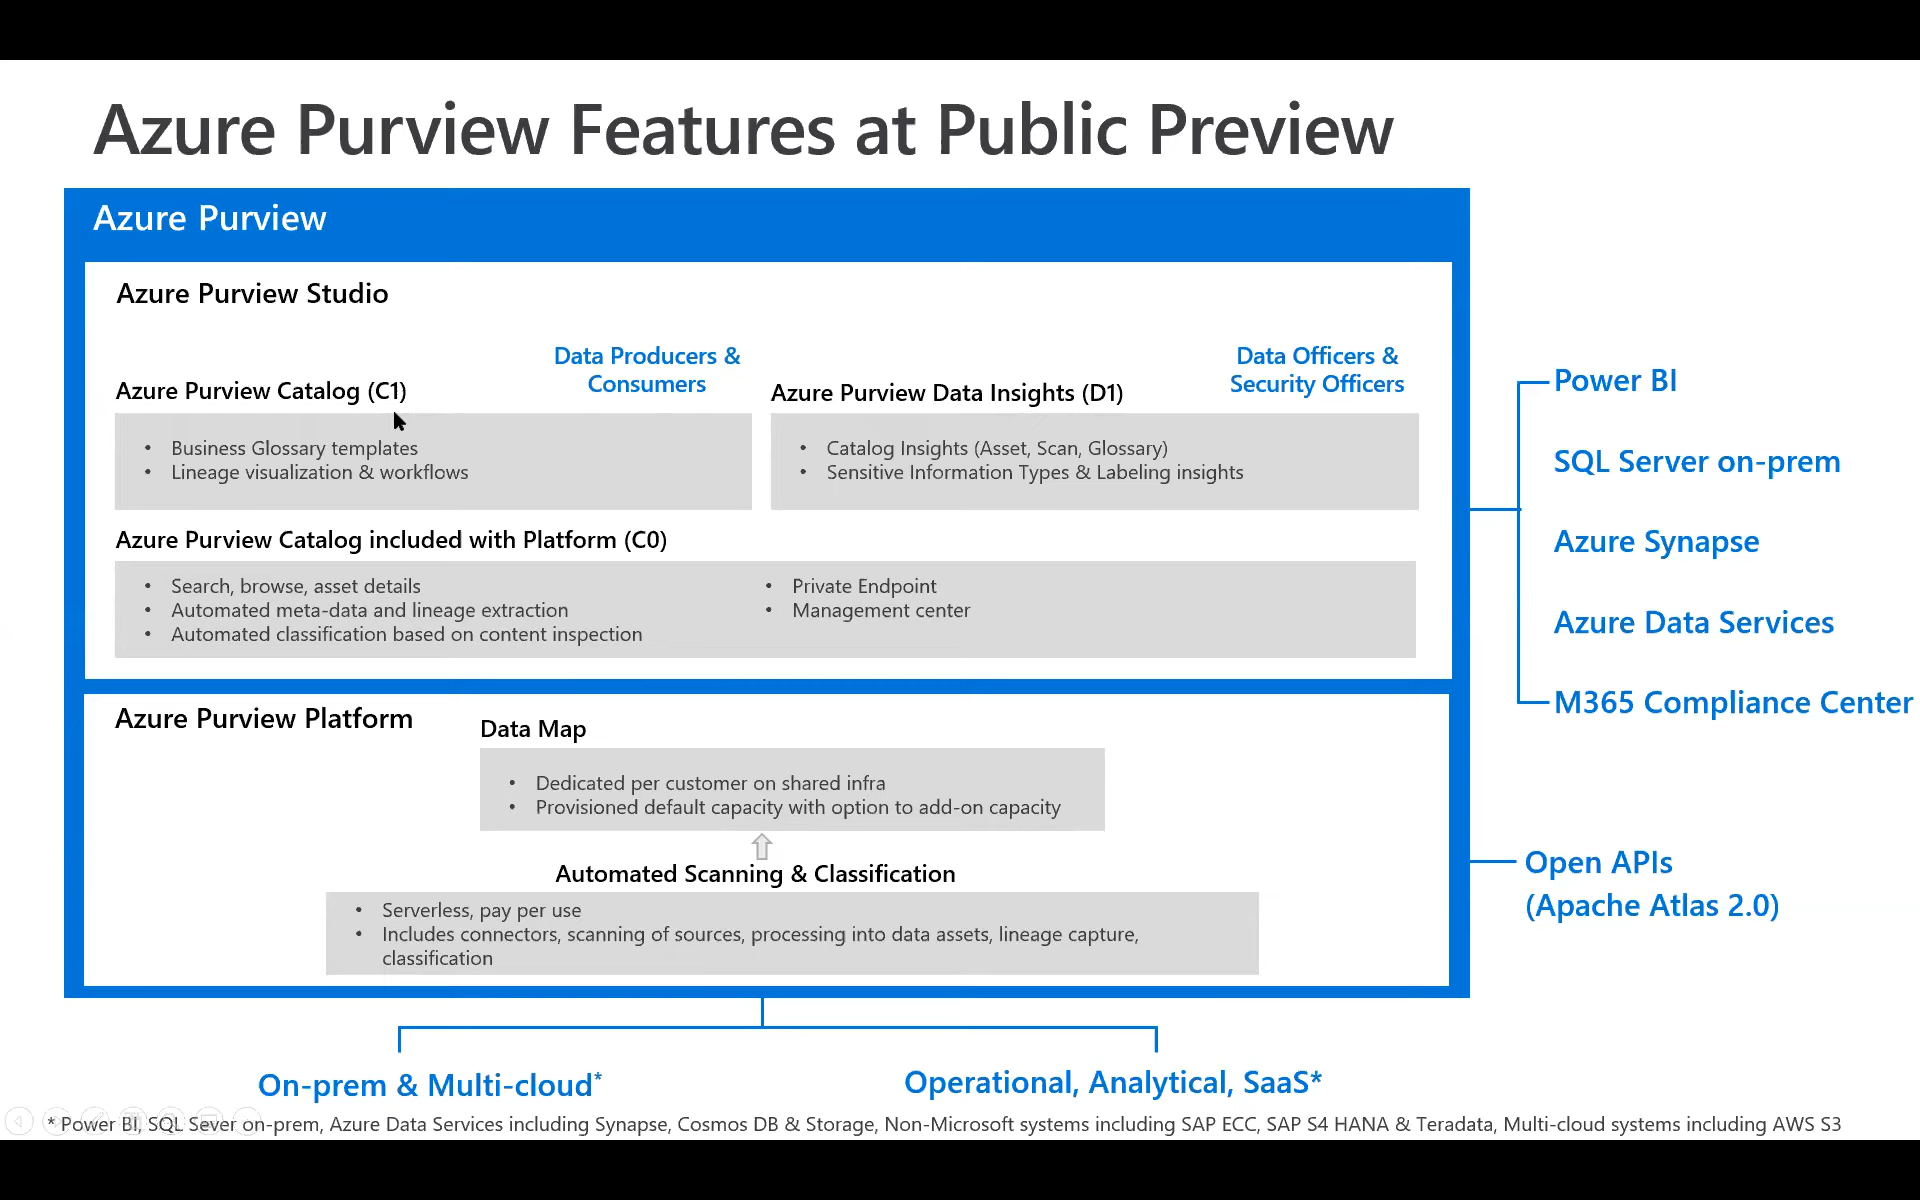 Azure Purview Features at Public Preview
Azure Purview
Azure Purview Studio
Data Producers &
Consumers
Azure Purview Catalog (C1)
• Business Glossary templates
• Lineage visualization & workflows
Data Officers &
Security Officers
Azure Purview Data Insights (D1)
• Catalog Insights (Asset, Scan, Glossary)
• Sensitive Information Types & Labeling insights
Azure Purview Catalog included with Platform (C0)
• Search, browse, asset details
• Automated meta-data and lineage extraction
• Automated classification based on content inspection
• Private Endpoint
• Management center
Azure Purview Platform
Data Map
• Dedicated per customer on shared infra
• Provisioned default capacity with option to add-on capacity
Automated Scanning & Classification
• Serverless, pay per use
• Includes connectors, scanning of sources, processing into data assets, lineage capture,
classification
Power BI
SQL Server on-prem
Azure Synapse
Azure Data Services
M365 Compliance Center
Open APIs
(Apache Atlas 2.0)
On-prem & Multi-cloud*
Operational, Analytical, SaaS*
* Power BI, SQL Sever on-prem, Azure Data Services including Synapse, Cosmos DB & Storage, Non-Microsoft systems including SAP ECC, SAP S4 HANA & Teradata, Multi-cloud systems including AWS S3